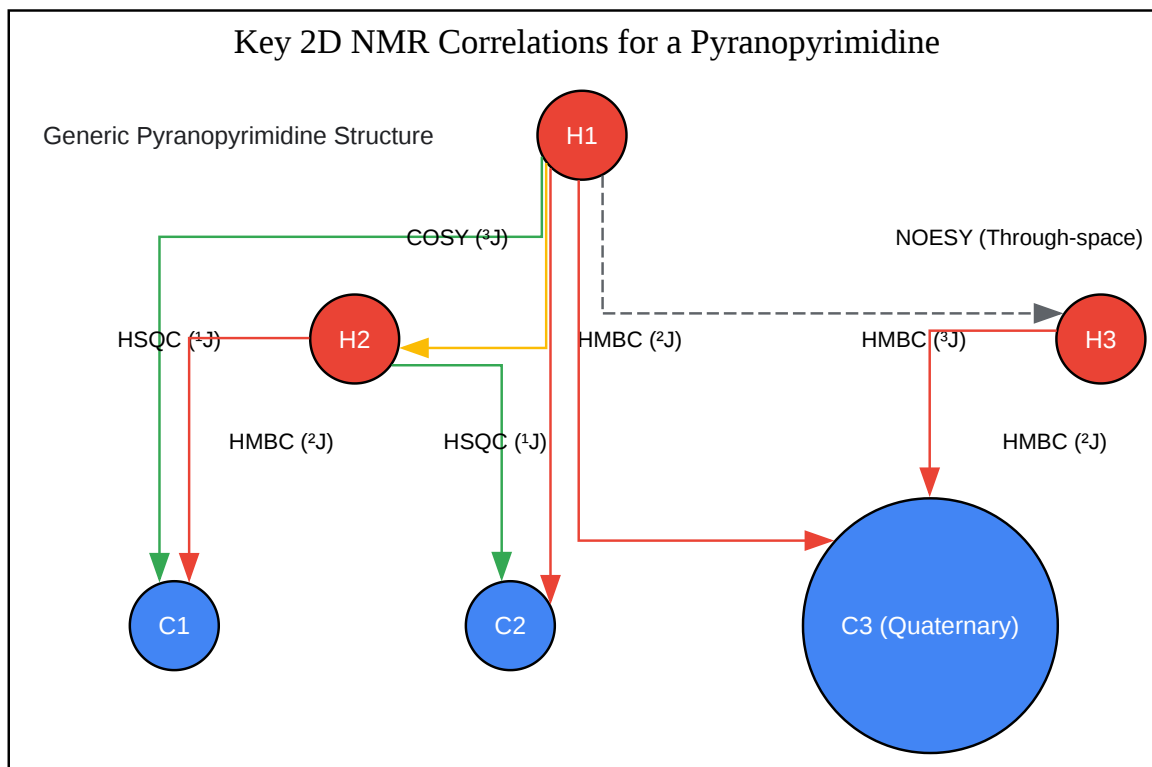 Key 2D NMR Correlations for a Pyranopyrimidine
Generic Pyranopyrimidine Structure
H1
COSY (³J)
NOESY (Through-space)
HSQC (¹J)
H2
HMBC (²J)
HMBC (³J)
H3
HMBC (²J)
HSQC (¹J)
HMBC (²J)
C1
C2
C3 (Quaternary)